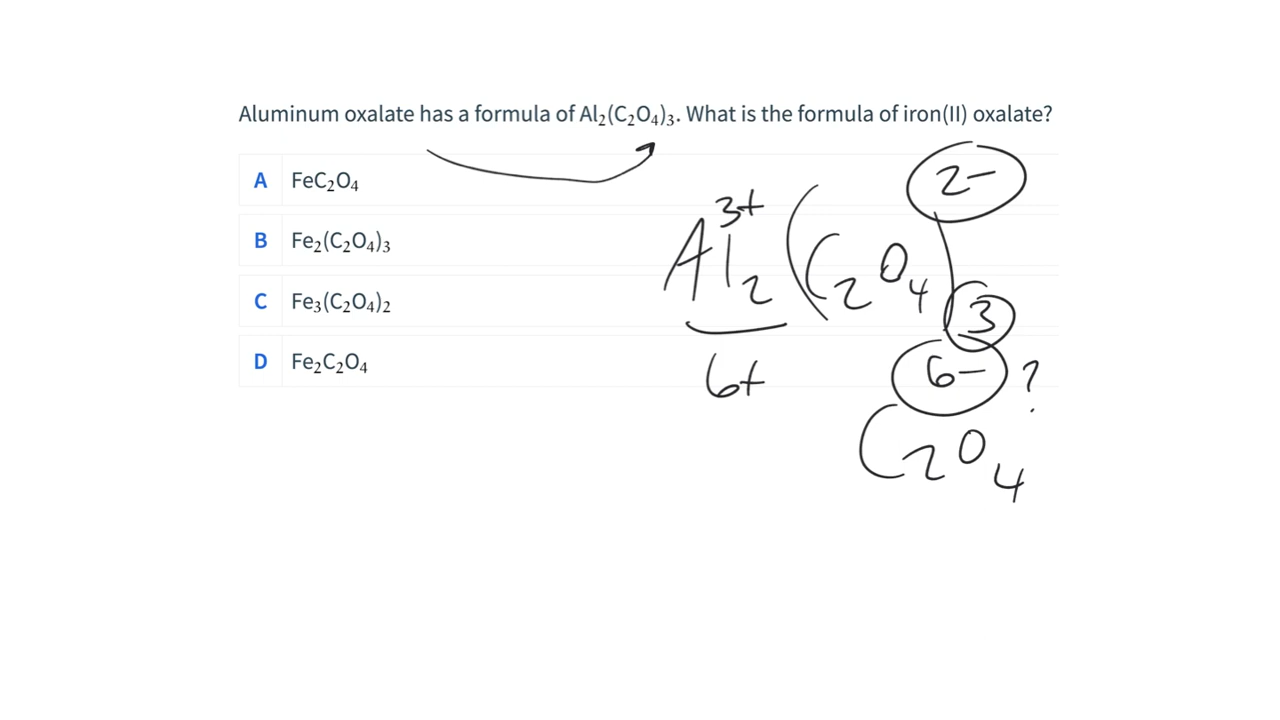 Aluminum oxalate has a formula of Al₂(C₂O₄)₃. What is the formula of iron(II) oxalate?
A FeC₂O₄
B Fe₂(C₂O₄)₃
C Fe₃(C₂O₄)₂
D Fe₂C₂O₄
2-
3+
Al₂(C₂O₄)3
6+ 6- ?
C₂O₄